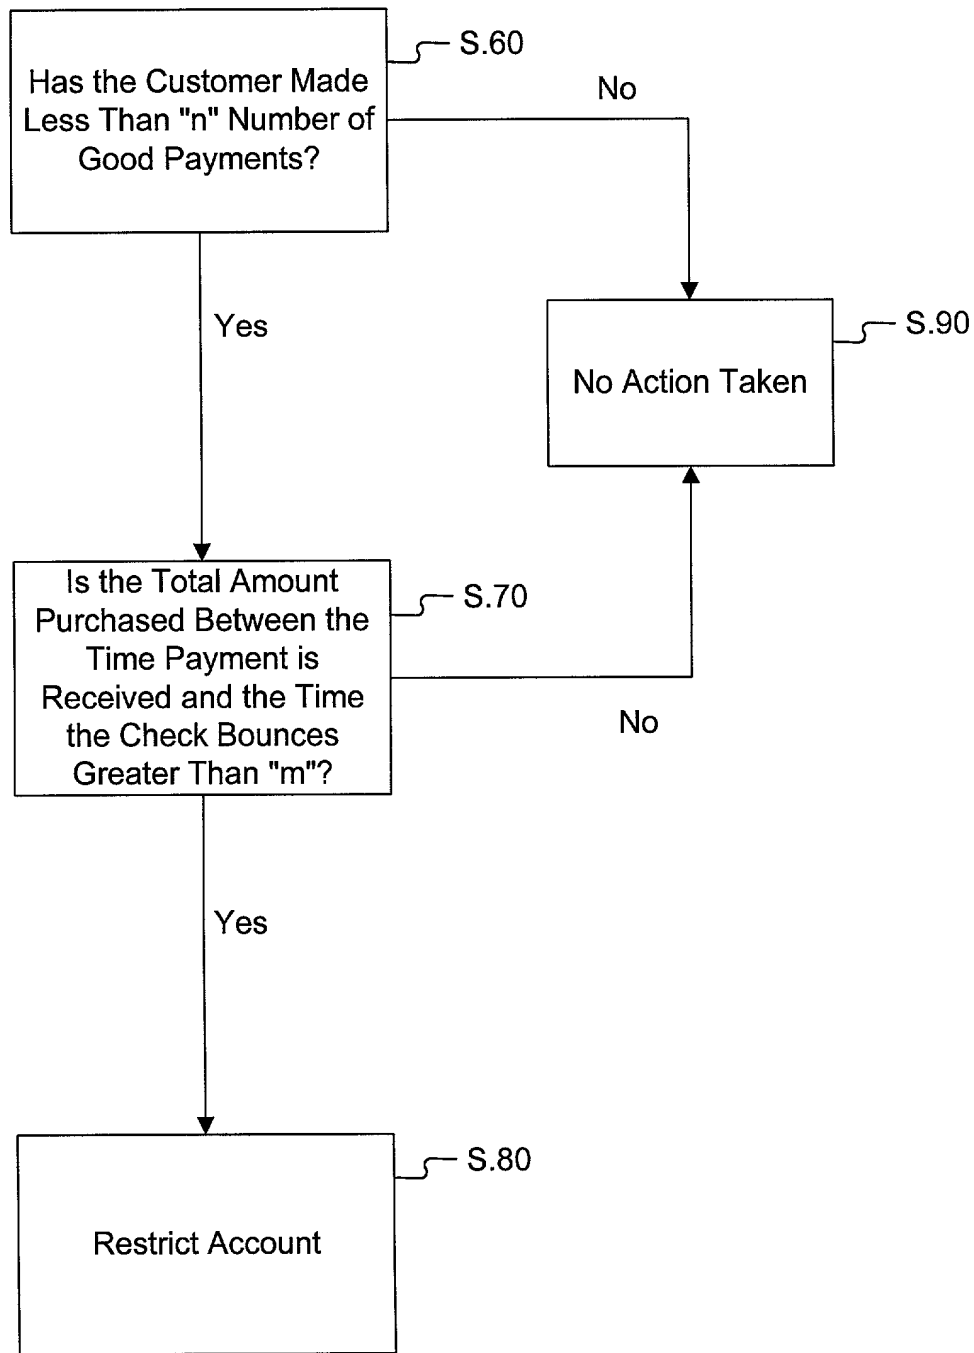 S.60
Has the Customer Made
Less Than "n" Number of
Good Payments?
No
Yes
S.90
No Action Taken
Is the Total Amount
Purchased Between the
Time Payment is
Received and the Time
the Check Bounces
Greater Than "m"?
S.70
No
Yes
S.80
Restrict Account